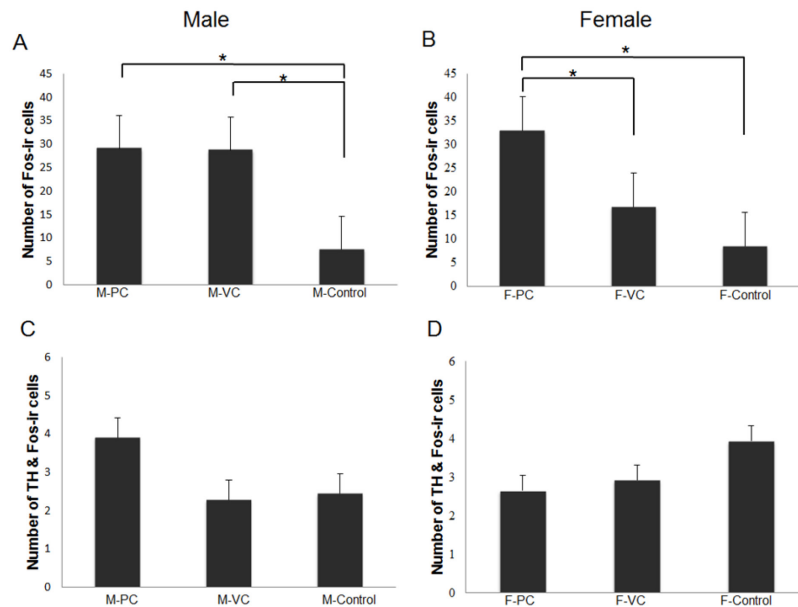 Male
Female
A
*
*
Number of Fos-ir cells
45
40
35
30
25
20
15
10
5
0
M-PC M-VC M-Control
B
*
*
Number of Fos-ir cells
45
40
35
30
25
20
15
10
5
0
F-PC F-VC F-Control
C
Number of TH & Fos-ir cells
6
5
4
3
2
1
0
M-PC M-VC M-Control
D
Number of TH & Fos-ir cells
6
5
4
3
2
1
0
F-PC F-VC F-Control